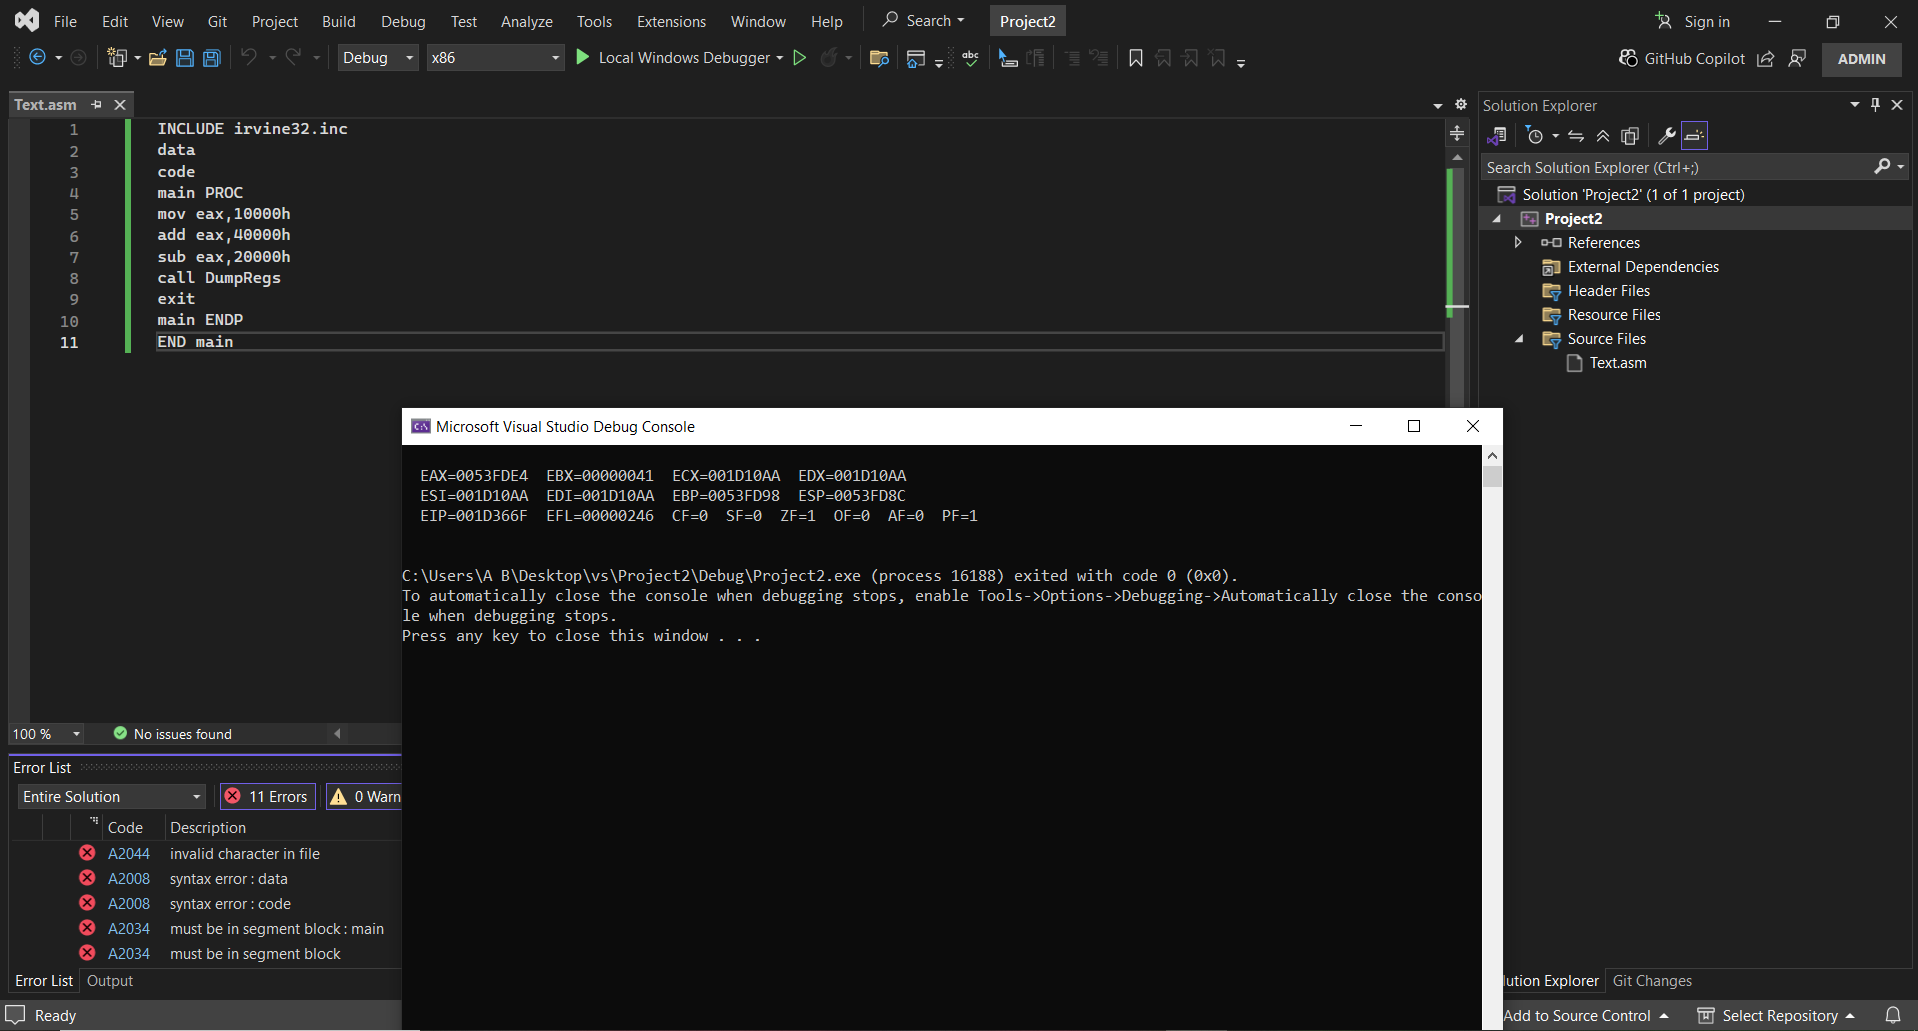 File Edit View Git Project Build Debug Test Analyze Tools Extensions Window Help Search Project2 Sign in
Debug x86 Local Windows Debugger abc GitHub Copilot ADMIN
Text.asm
1 INCLUDE irvine32.inc
2 data
3 code
4 main PROC
5 mov eax,10000h
6 add eax,40000h
7 sub eax,20000h
8 call DumpRegs
9 exit
10 main ENDP
11 END main
100 % No issues found
Solution Explorer
Search Solution Explorer (Ctrl+;)
Solution 'Project2' (1 of 1 project)
Project2
References
External Dependencies
Header Files
Resource Files
Source Files
Text.asm
C:\ Microsoft Visual Studio Debug Console
EAX=0053FDE4 EBX=00000041 ECX=001D10AA EDX=001D10AA
ESI=001D10AA EDI=001D10AA EBP=0053FD98 ESP=0053FD8C
EIP=001D366F EFL=00000246 CF=0 SF=0 ZF=1 OF=0 AF=0 PF=1
C:\Users\A B\Desktop\vs\Project2\Debug\Project2.exe (process 16188) exited with code 0 (0x0).
To automatically close the console when debugging stops, enable Tools->Options->Debugging->Automatically close the conso
le when debugging stops.
Press any key to close this window . . .
Error List
Entire Solution 11 Errors 0 Warn
Code Description
A2044 invalid character in file
A2008 syntax error : data
A2008 syntax error : code
A2034 must be in segment block : main
A2034 must be in segment block
Error List Output
lution Explorer Git Changes
Ready Add to Source Control Select Repository